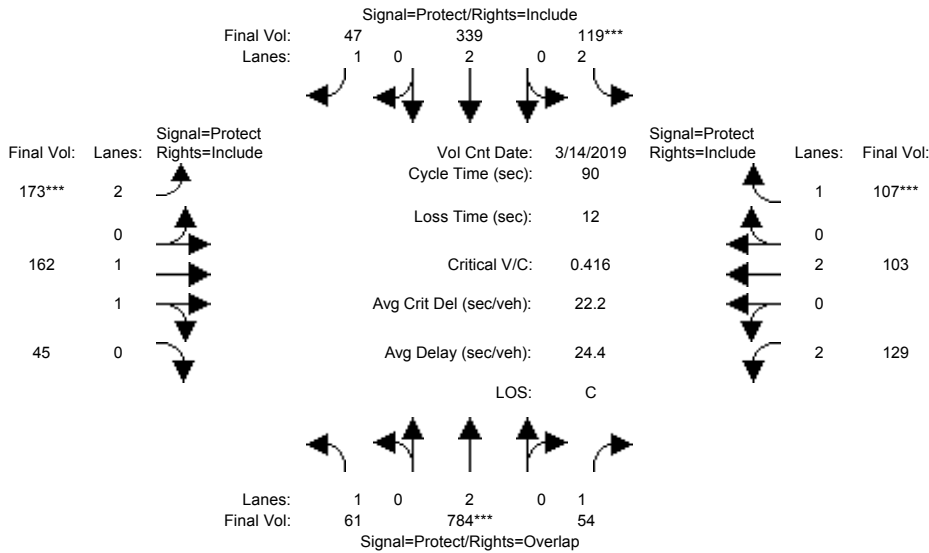 Signal=Protect/Rights=Include
Final Vol: 47 339 119***
Lanes: 1 0 2 0 2
Signal=Protect Signal=Protect
Final Vol: Lanes: Rights=Include Vol Cnt Date: 3/14/2019 Rights=Include Lanes: Final Vol:
Cycle Time (sec): 90
173*** 2 1 107***
Loss Time (sec): 12
0 0
162 1 Critical V/C: 0.416 2 103
1 Avg Crit Del (sec/veh): 22.2 0
45 0 Avg Delay (sec/veh): 24.4 2 129
LOS: C
Lanes: 1 0 2 0 1
Final Vol: 61 784*** 54
Signal=Protect/Rights=Overlap